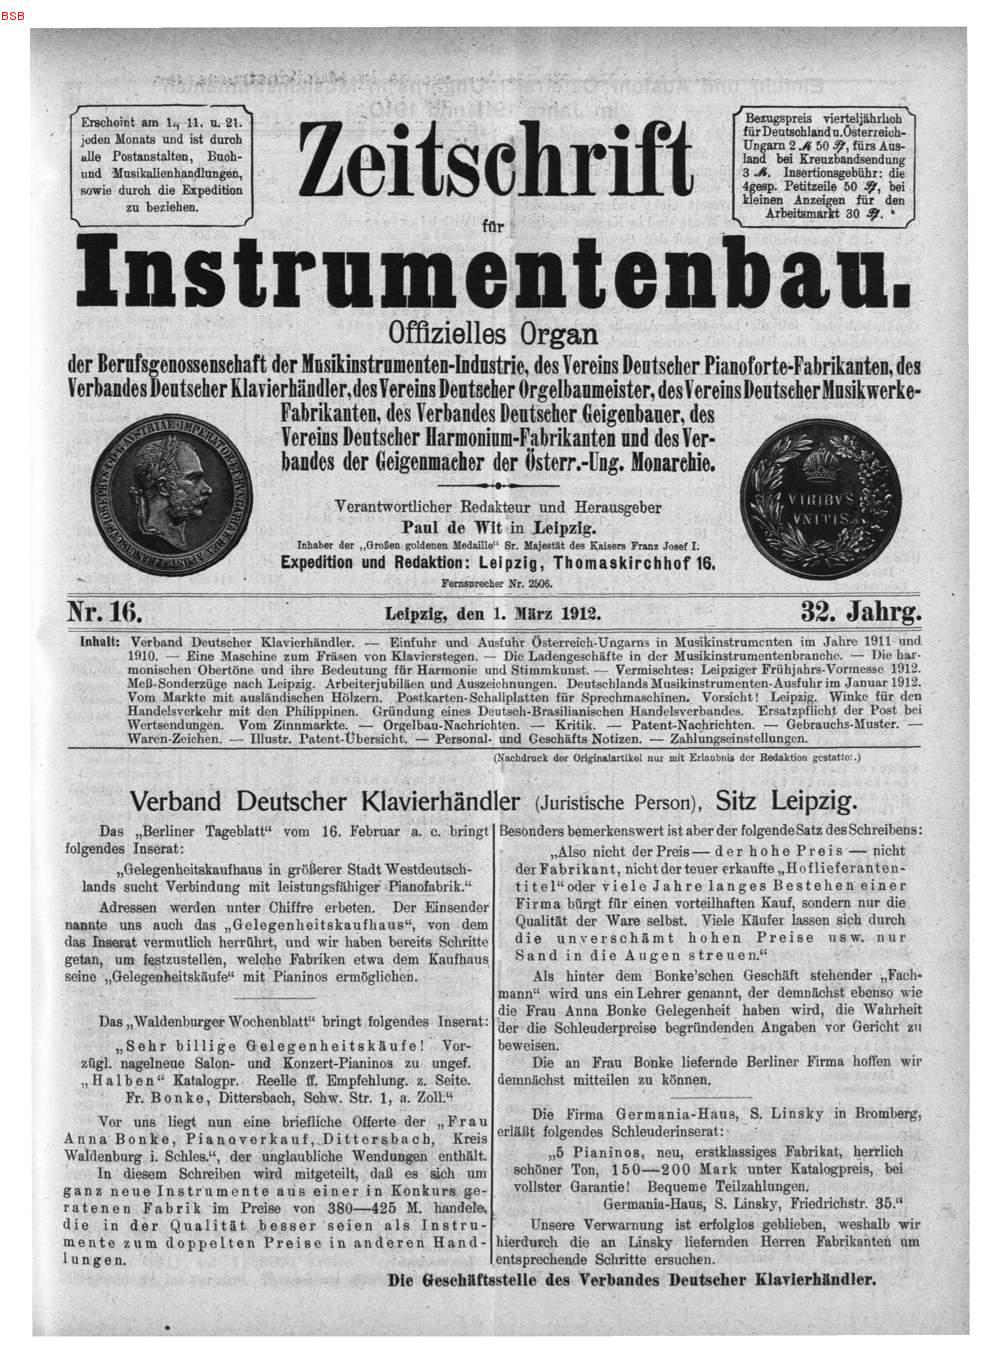 BSB
Erscheint am 1., 11. u. 21.
jeden Monats und ist durch
alle Postanstalten, Buch-
und Musikalienhandlungen,
sowie durch die Expedition
zu beziehen.
Zeitschrift
für
Bezugspreis vierteljährlich
für Deutschland u. Österreich-
Ungarn 2 ℳ 50 ₰, fürs Aus-
land bei Kreuzbandsendung
3 ℳ. Insertionsgebühr: die
4gesp. Petitzeile 50 ₰, bei
kleinen Anzeigen für den
Arbeitsmarkt 30 ₰.
Instrumentenbau.
Offizielles Organ
der Berufsgenossenschaft der Musikinstrumenten-Industrie, des Vereins Deutscher Pianoforte-Fabrikanten, des
Verbandes Deutscher Klavierhändler, des Vereins Deutscher Orgelbaumeister, des Vereins Deutscher Musikwerke-
Fabrikanten, des Verbandes Deutscher Geigenbauer, des
Vereins Deutscher Harmonium-Fabrikanten und des Ver-
bandes der Geigenmacher der Österr.-Ung. Monarchie.
VIRIBVS
VNITIS
Verantwortlicher Redakteur und Herausgeber
Paul de Wit in Leipzig.
Inhaber der „Großen goldenen Medaille“ Sr. Majestät des Kaisers Franz Josef I.
Expedition und Redaktion: Leipzig, Thomaskirchhof 16.
Fernsprecher Nr. 2506.
Nr. 16. Leipzig, den 1. März 1912. 32. Jahrg.
Inhalt: Verband Deutscher Klavierhändler. — Einfuhr und Ausfuhr Österreich-Ungarns in Musikinstrumenten im Jahre 1911 und
1910. — Eine Maschine zum Fräsen von Klavierstegen. — Die Ladengeschäfte in der Musikinstrumentenbranche. — Die har-
monischen Obertöne und ihre Bedeutung für Harmonie und Stimmkunst. — Vermischtes: Leipziger Frühjahrs-Vormesse 1912.
Meß-Sonderzüge nach Leipzig. Arbeiterjubiläen und Auszeichnungen. Deutschlands Musikinstrumenten-Ausfuhr im Januar 1912.
Vom Markte mit ausländischen Hölzern. Postkarten-Schallplatten für Sprechmaschinen. Vorsicht! Leipzig. Winke für den
Handelsverkehr mit den Philippinen. Gründung eines Deutsch-Brasilianischen Handelsverbandes. Ersatzpflicht der Post bei
Wertsendungen. Vom Zinnmarkte. — Orgelbau-Nachrichten. — Kritik. — Patent-Nachrichten. — Gebrauchs-Muster. —
Waren-Zeichen. — Illustr. Patent-Übersicht. — Personal- und Geschäfts-Notizen. — Zahlungseinstellungen.
(Nachdruck der Originalartikel nur mit Erlaubnis der Redaktion gestattet.)
Verband Deutscher Klavierhändler (Juristische Person), Sitz Leipzig.
Das „Berliner Tageblatt“ vom 16. Februar a. c. bringt
folgendes Inserat:
„Gelegenheitskaufhaus in größerer Stadt Westdeutsch-
lands sucht Verbindung mit leistungsfähiger Pianofabrik.“
Adressen werden unter Chiffre erbeten. Der Einsender
nannte uns auch das „Gelegenheitskaufhaus“, von dem
das Inserat vermutlich herrührt, und wir haben bereits Schritte
getan, um festzustellen, welche Fabriken etwa dem Kaufhaus
seine „Gelegenheitskäufe“ mit Pianinos ermöglichen.
Das „Waldenburger Wochenblatt“ bringt folgendes Inserat:
„Sehr billige Gelegenheitskäufe! Vor-
zügl. nagelneue Salon- und Konzert-Pianinos zu ungef.
„Halben“ Katalogpr. Reelle ff. Empfehlung. z. Seite.
Fr. Bonke, Dittersbach, Schw. Str. 1, a. Zoll.“
Vor uns liegt nun eine briefliche Offerte der „Frau
Anna Bonke, Pianoverkauf, Dittersbach, Kreis
Waldenburg i. Schles.“, der unglaubliche Wendungen enthält.
In diesem Schreiben wird mitgeteilt, daß es sich um
ganz neue Instrumente aus einer in Konkurs ge-
ratenen Fabrik im Preise von 380—425 M. handele,
die in der Qualität besser seien als Instru-
mente zum doppelten Preise in anderen Hand-
lungen.
Besonders bemerkenswert ist aber der folgende Satz des Schreibens:
„Also nicht der Preis — der hohe Preis — nicht
der Fabrikant, nicht der teuer erkaufte „Hoflieferanten-
titel“ oder viele Jahre langes Bestehen einer
Firma bürgt für einen vorteilhaften Kauf, sondern nur die
Qualität der Ware selbst. Viele Käufer lassen sich durch
die unverschämt hohen Preise usw. nur
Sand in die Augen streuen.“
Als hinter dem Bonke'schen Geschäft stehender „Fach-
mann“ wird uns ein Lehrer genannt, der demnächst ebenso wie
die Frau Anna Bonke Gelegenheit haben wird, die Wahrheit
der die Schleuderpreise begründenden Angaben vor Gericht zu
beweisen.
Die an Frau Bonke liefernde Berliner Firma hoffen wir
demnächst mitteilen zu können.
Die Firma Germania-Haus, S. Linsky in Bromberg,
erläßt folgendes Schleuderinserat:
„5 Pianinos, neu, erstklassiges Fabrikat, herrlich
schöner Ton, 150—200 Mark unter Katalogpreis, bei
vollster Garantie! Bequeme Teilzahlungen.
Germania-Haus, S. Linsky, Friedrichstr. 35.“
Unsere Verwarnung ist erfolglos geblieben, weshalb wir
hierdurch die an Linsky liefernden Herren Fabrikanten um
entsprechende Schritte ersuchen.
Die Geschäftsstelle des Verbandes Deutscher Klavierhändler.